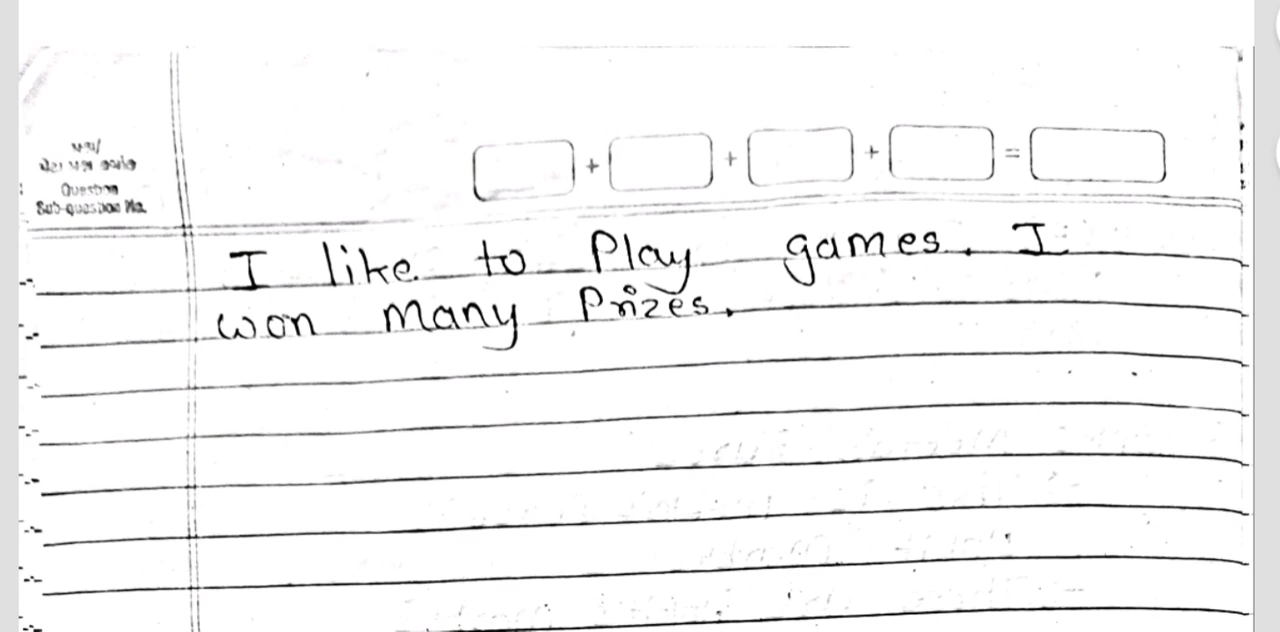 Question
Sub-question No.
+ + + =
I like to Play games. I
won many Prizes.